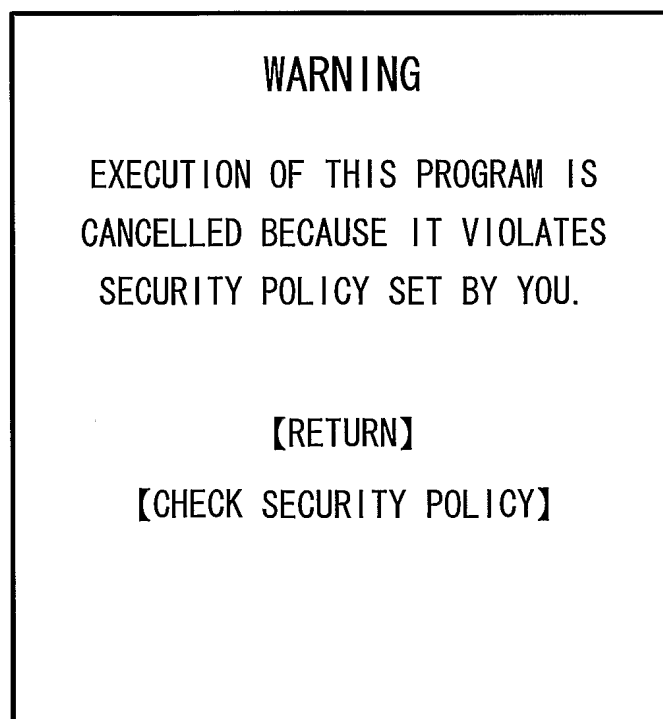 WARNING
EXECUTION OF THIS PROGRAM IS
CANCELLED BECAUSE IT VIOLATES
SECURITY POLICY SET BY YOU.
【RETURN】
【CHECK SECURITY POLICY】